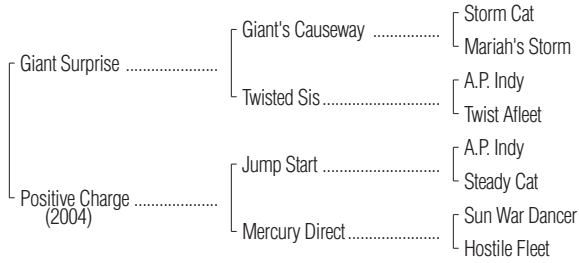 Storm Cat
Giant's Causeway ................
Mariah's Storm
Giant Surprise ......................
A.P. Indy
Twisted Sis ............................
Twist Afleet
A.P. Indy
Jump Start ............................
Steady Cat
Positive Charge ....................
(2004)
Sun War Dancer
Mercury Direct ......................
Hostile Fleet